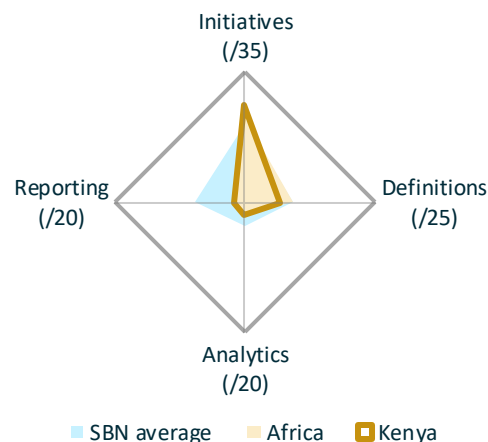 Initiatives
(/35)
Reporting
(/20)
Definitions
(/25)
Analytics
(/20)
SBN average
Africa
Kenya